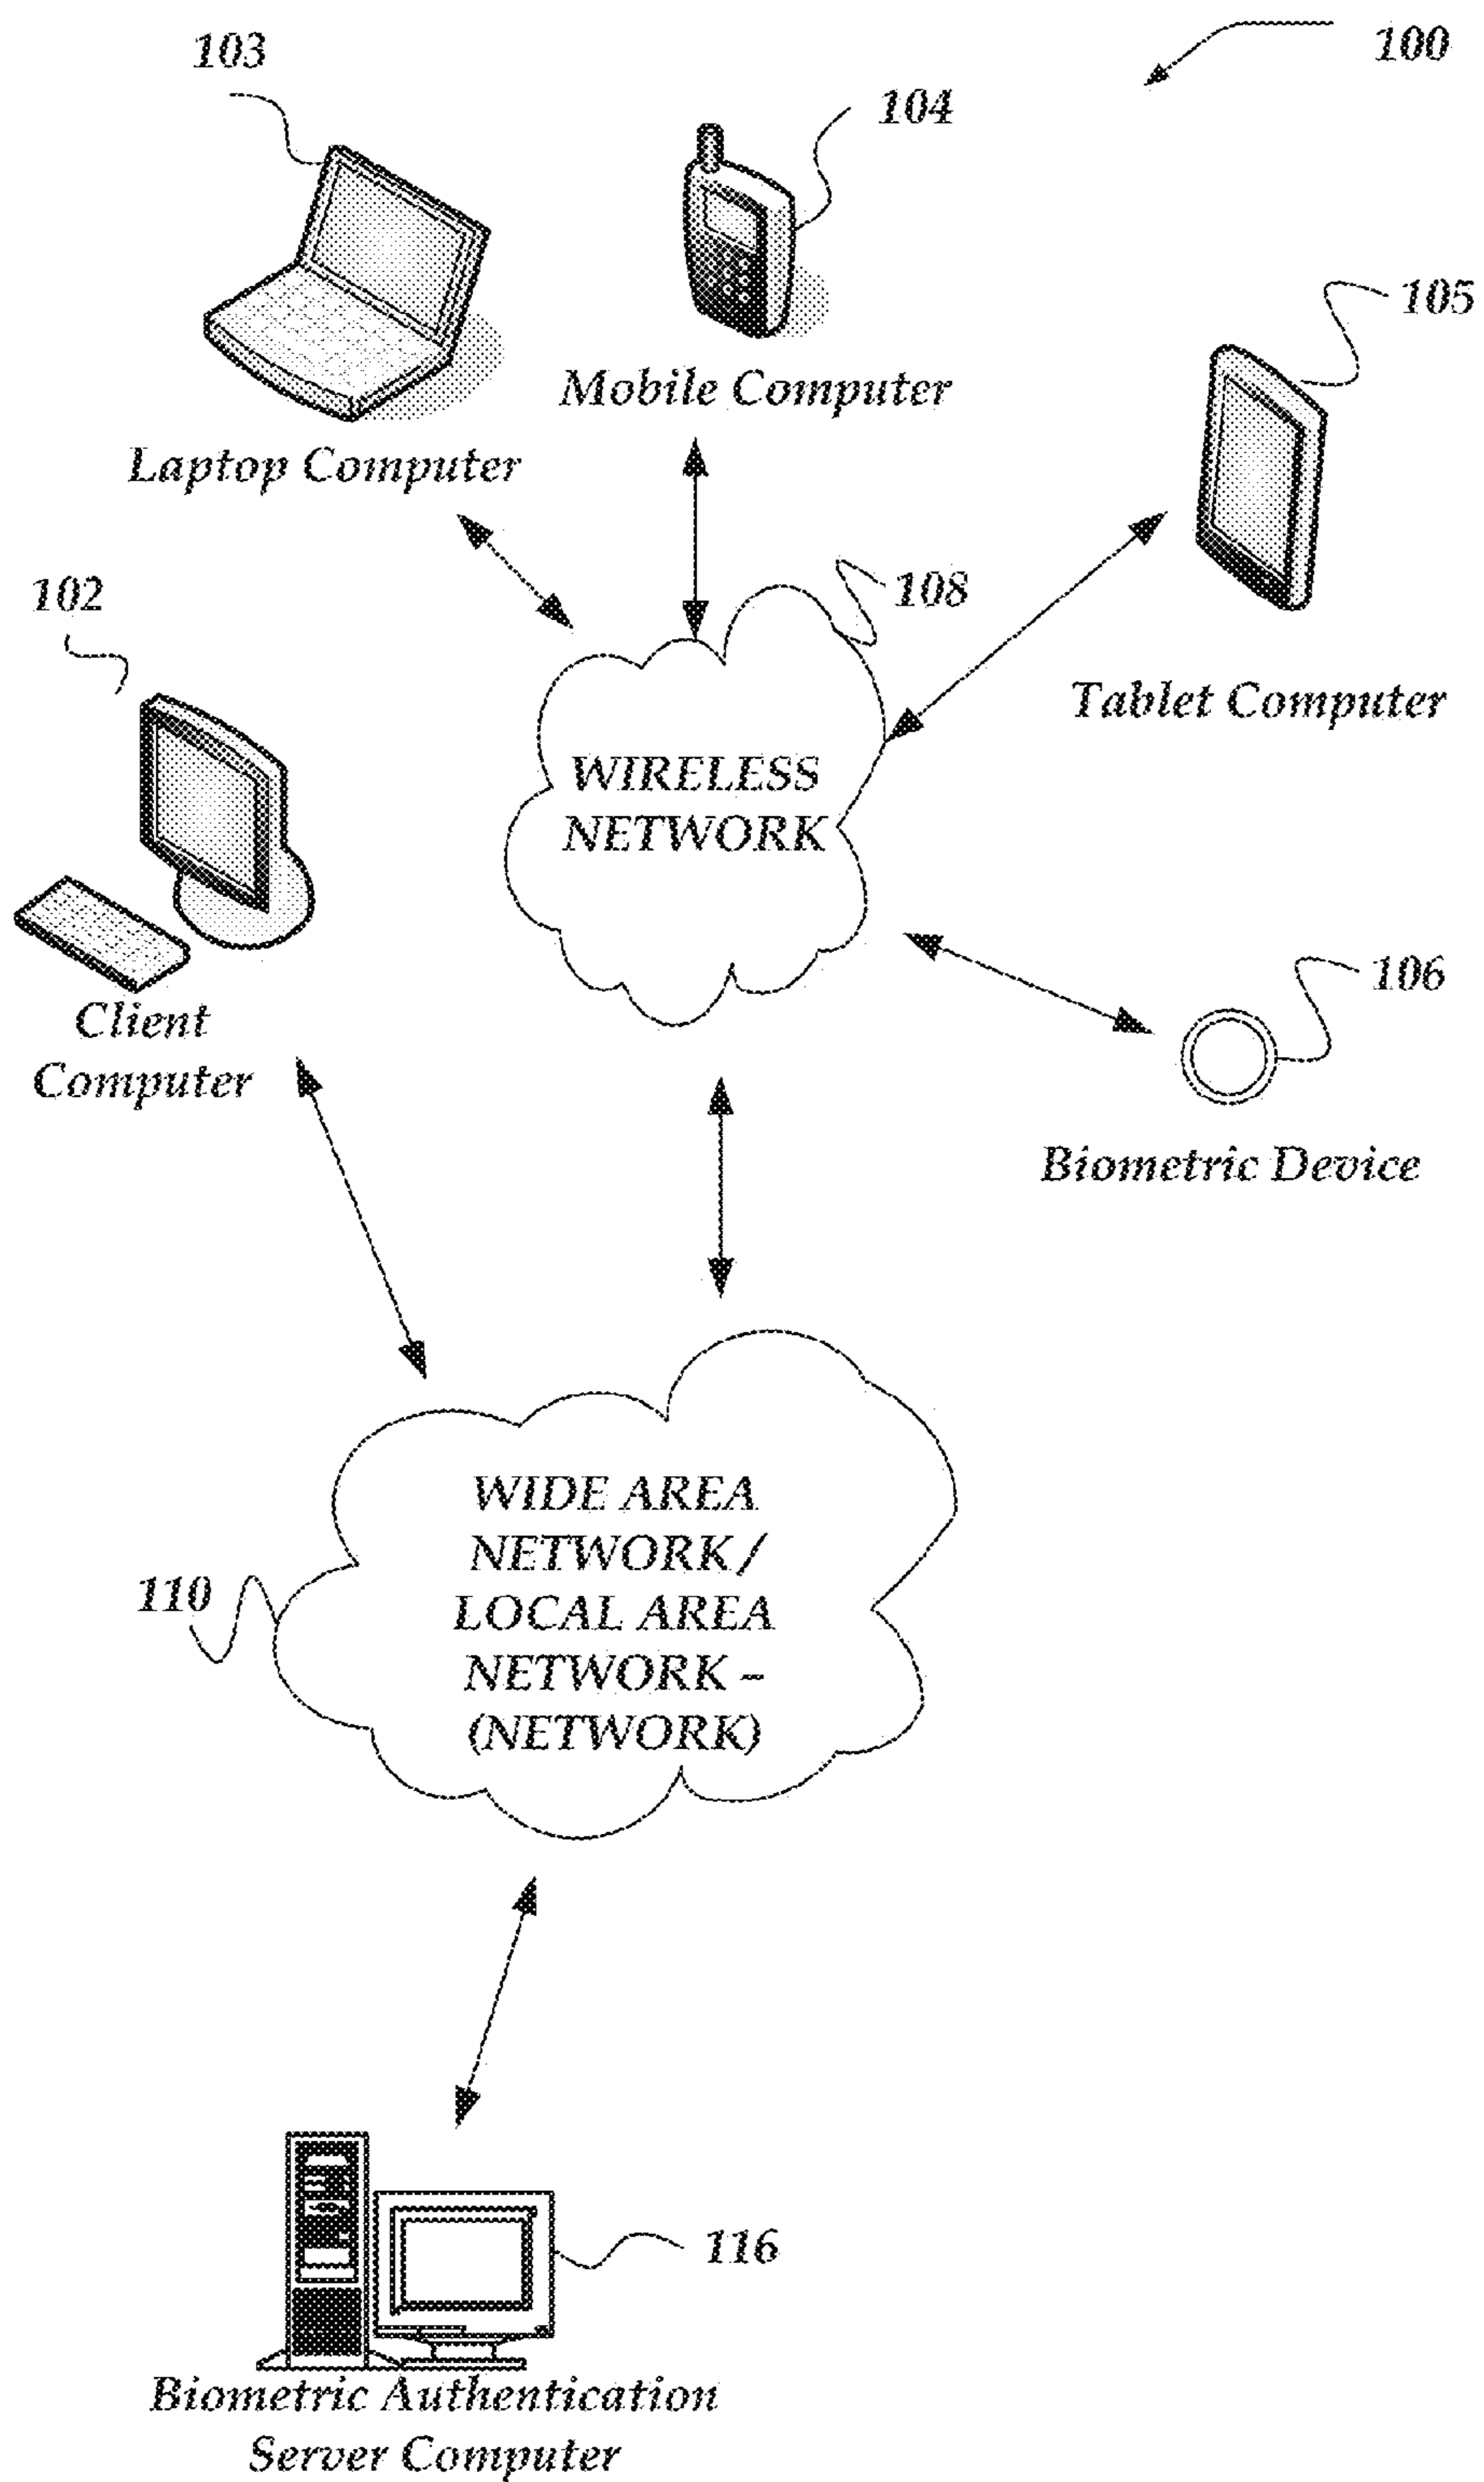 100
103
104
105
Mobile Computer
Laptop Computer
108
102
Tablet Computer
WIRELESS
NETWORK
106
Client
Computer
Biometric Device
WIDE AREA
NETWORK/
LOCAL AREA
NETWORK –
(NETWORK)
110
116
Biometric Authentication
Server Computer